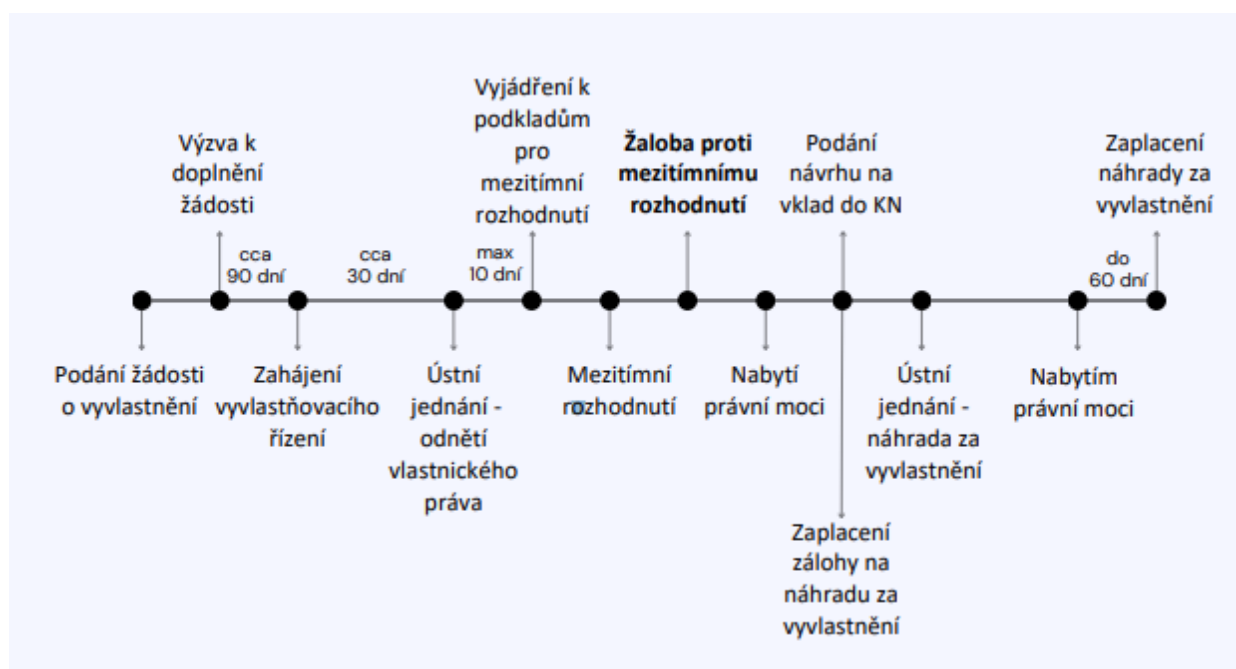 Výzva k
doplnění
žádosti
Vyjádření k
podkladům
pro
mezitímní
rozhodnutí
Žaloba proti
mezitímnímu
rozhodnutí
Podání
návrhu na
vklad do KN
Zaplacení
náhrady za
vyvlastnění
cca
90 dní
cca
30 dní
max
10 dní
do
60 dní
Podání žádosti
o vyvlastnění
Zahájení
vyvlastňovacího
řízení
Ústní
jednání -
odnětí
vlastnického
práva
Mezitímní
rozhodnutí
Nabytí
právní moci
Zaplacení
zálohy na
náhradu za
vyvlastnění
Ústní
jednání -
náhrada za
vyvlastnění
Nabytím
právní moci